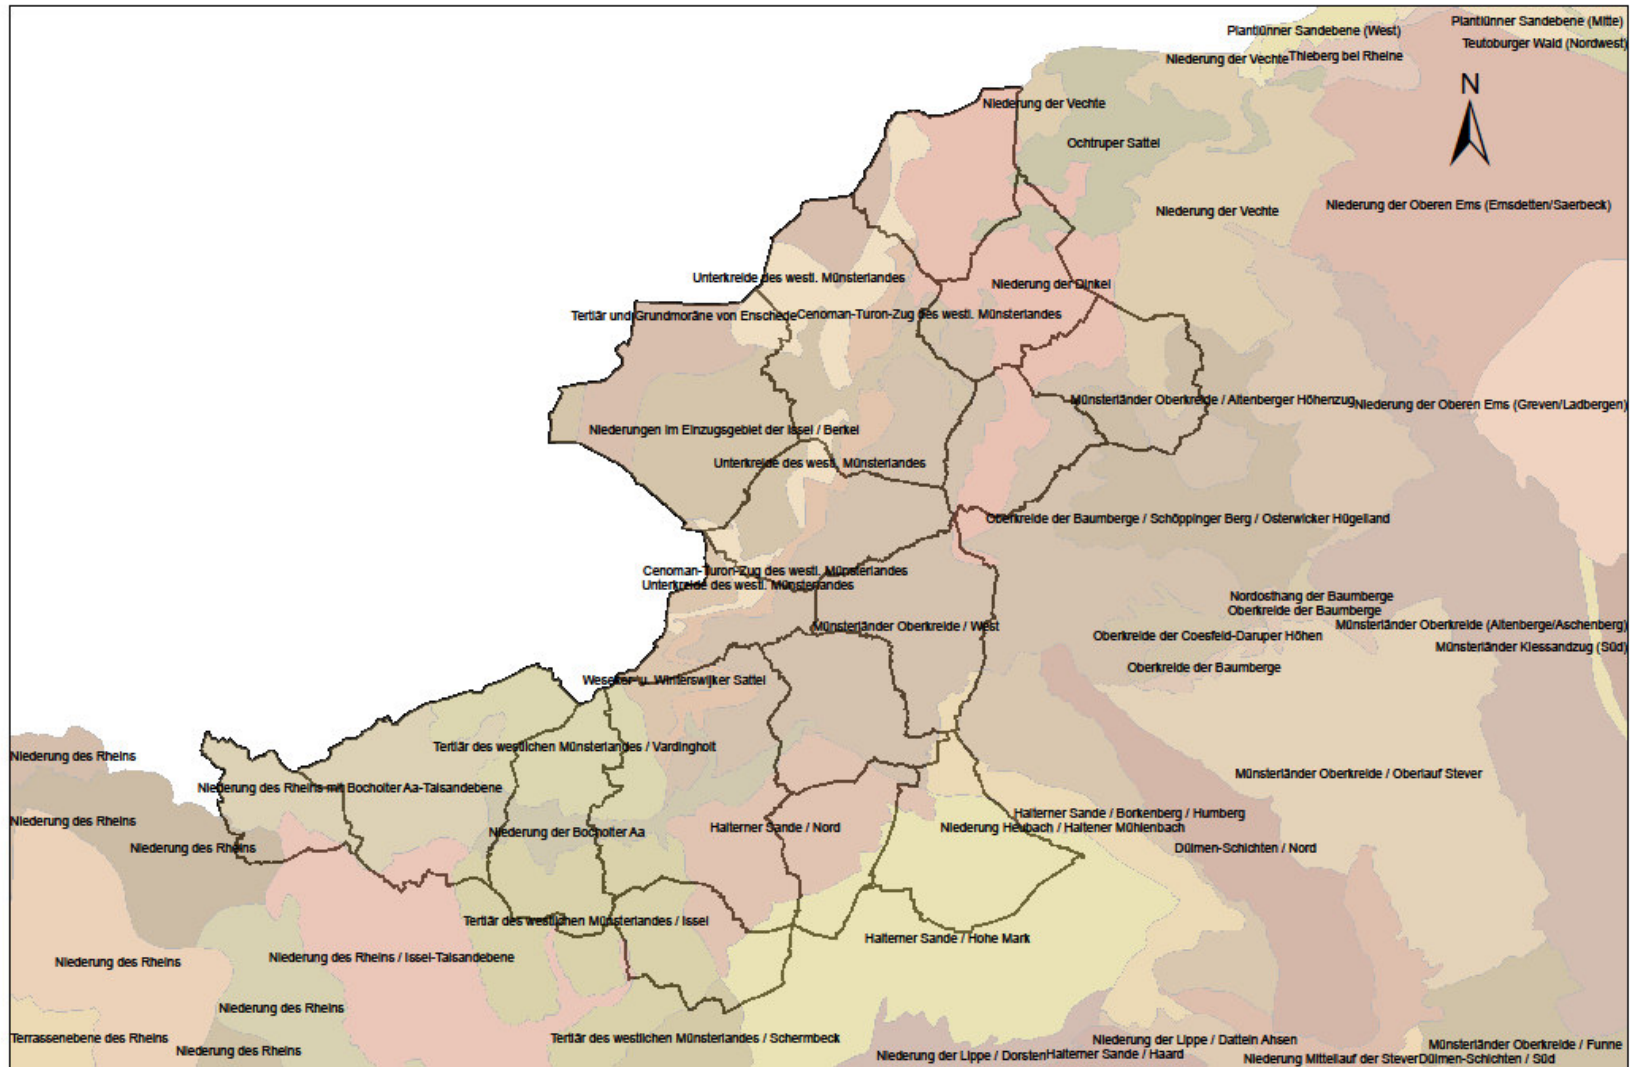 Plantlünner Sandebene (Mitte)
Plantlünner Sandebene (West)
Teutoburger Wald (Nordwest)
Niederung der Vechte
Thieberg bei Rheine
N
Niederung der Vechte
Ochtruper Sattel
Niederung der Oberen Ems (Emsdetten/Saerbeck)
Niederung der Vechte
Unterkreide des westl. Münsterlandes
Niederung der Dinkel
Tertiär und Grundmoräne von Enschede
Cenoman-Turon-Zug des westl. Münsterlandes
Münsterländer Oberkreide / Altenberger Höhenzug
Niederung der Oberen Ems (Greven/Ladbergen)
Niederungen im Einzugsgebiet der Issel / Berkel
Unterkreide des westl. Münsterlandes
Oberkreide der Baumberge / Schöppinger Berg / Osterwicker Hügelland
Cenoman-Turon-Zug des westl. Münsterlandes
Unterkreide des westl. Münsterlandes
Nordosthang der Baumberge
Oberkreide der Baumberge
Münsterländer Oberkreide / West
Münsterländer Oberkreide (Altenberge/Aschenberg)
Oberkreide der Coesfeld-Daruper Höhen
Münsterländer Kiessandzug (Süd)
Oberkreide der Baumberge
Weseker- u. Winterswijker Sattel
Tertiär des westlichen Münsterlandes / Vardingholt
Niederung des Rheins
Münsterländer Oberkreide / Oberlauf Stever
Niederung des Rheins mit Bocholter Aa-Talsandebene
Halterner Sande / Borkenberg / Humberg
Niederung des Rheins
Niederung der Bocholter Aa
Halterner Sande / Nord
Niederung Heubach / Haltener Mühlenbach
Niederung des Rheins
Dülmen-Schichten / Nord
Tertiär des westlichen Münsterlandes / Issel
Halterner Sande / Hohe Mark
Niederung des Rheins
Niederung des Rheins / Issel-Talsandebene
Niederung des Rheins
Terrassenebene des Rheins
Tertiär des westlichen Münsterlandes / Schermbeck
Niederung der Lippe / Datteln Ahsen
Münsterländer Oberkreide / Funne
Niederung des Rheins
Niederung der Lippe / Dorsten
Halterner Sande / Haard
Niederung Mittellauf der Stever
Dülmen-Schichten / Süd